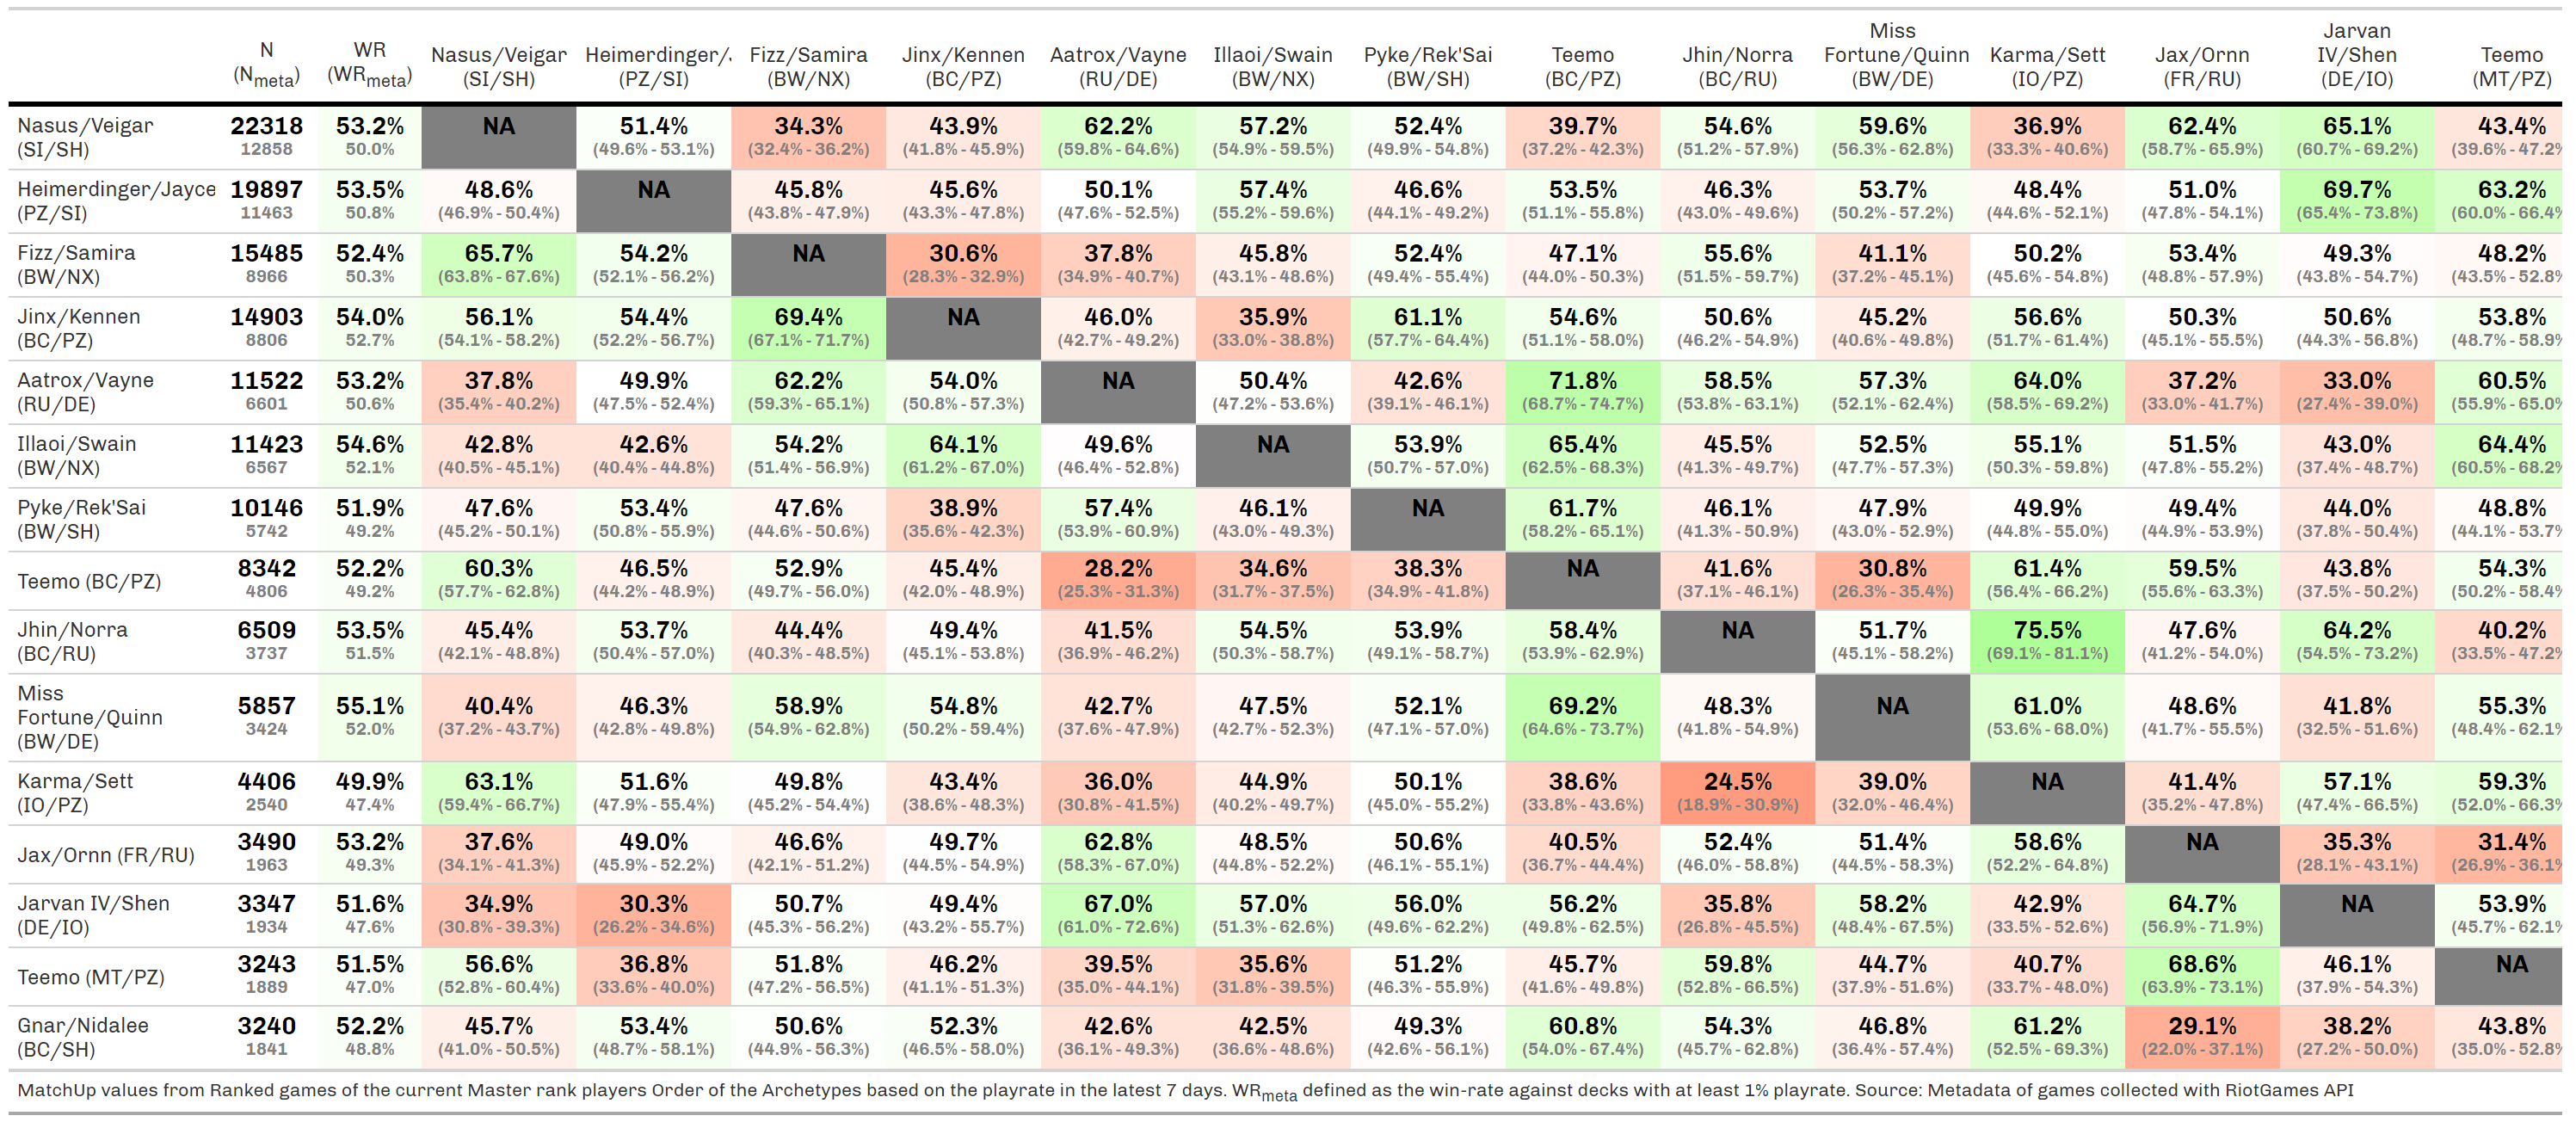 N (Nmeta) WR (WRmeta) Nasus/Veigar (SI/SH) Heimerdinger/J (PZ/SI) Fizz/Samira (BW/NX) Jinx/Kennen (BC/PZ) Aatrox/Vayne (RU/DE) Illaoi/Swain (BW/NX) Pyke/Rek'Sai (BW/SH) Teemo (BC/PZ) Jhin/Norra (BC/RU) Miss Fortune/Quinn (BW/DE) Karma/Sett (IO/PZ) Jax/Ornn (FR/RU) Jarvan IV/Shen (DE/IO) Teemo (MT/PZ)
Nasus/Veigar 22318 53.2% NA 51.4% 34.3% 43.9% 62.2% 57.2% 52.4% 39.7% 54.6% 59.6% 36.9% 62.4% 65.1% 43.4%
(SI/SH) 12858 50.0% (49.6% - 53.1%) (32.4% - 36.2%) (41.8% - 45.9%) (59.8% - 64.6%) (54.9% - 59.5%) (49.9% - 54.8%) (37.2% - 42.3%) (51.2% - 57.9%) (56.3% - 62.8%) (33.3% - 40.6%) (58.7% - 65.9%) (60.7% - 69.2%) (39.6% - 47.2%
Heimerdinger/Jayce 19897 53.5% 48.6% NA 45.8% 45.6% 50.1% 57.4% 46.6% 53.5% 46.3% 53.7% 48.4% 51.0% 69.7% 63.2%
(PZ/SI) 11463 50.8% (46.9% - 50.4%) (43.8% - 47.9%) (43.3% - 47.8%) (47.6% - 52.5%) (55.2% - 59.6%) (44.1% - 49.2%) (51.1% - 55.8%) (43.0% - 49.6%) (50.2% - 57.2%) (44.6% - 52.1%) (47.8% - 54.1%) (65.4% - 73.8%) (60.0% - 66.4%
Fizz/Samira 15485 52.4% 65.7% 54.2% NA 30.6% 37.8% 45.8% 52.4% 47.1% 55.6% 41.1% 50.2% 53.4% 49.3% 48.2%
(BW/NX) 8966 50.3% (63.8% - 67.6%) (52.1% - 56.2%) (28.3% - 32.9%) (34.9% - 40.7%) (43.1% - 48.6%) (49.4% - 55.4%) (44.0% - 50.3%) (51.5% - 59.7%) (37.2% - 45.1%) (45.6% - 54.8%) (48.8% - 57.9%) (43.8% - 54.7%) (43.5% - 52.8%
Jinx/Kennen 14903 54.0% 56.1% 54.4% 69.4% NA 46.0% 35.9% 61.1% 54.6% 50.6% 45.2% 56.6% 50.3% 50.6% 53.8%
(BC/PZ) 8806 52.7% (54.1% - 58.2%) (52.2% - 56.7%) (67.1% - 71.7%) (42.7% - 49.2%) (33.0% - 38.8%) (57.7% - 64.4%) (51.1% - 58.0%) (46.2% - 54.9%) (40.6% - 49.8%) (51.7% - 61.4%) (45.1% - 55.5%) (44.3% - 56.8%) (48.7% - 58.9%
Aatrox/Vayne 11522 53.2% 37.8% 49.9% 62.2% 54.0% NA 50.4% 42.6% 71.8% 58.5% 57.3% 64.0% 37.2% 33.0% 60.5%
(RU/DE) 6601 50.6% (35.4% - 40.2%) (47.5% - 52.4%) (59.3% - 65.1%) (50.8% - 57.3%) (47.2% - 53.6%) (39.1% - 46.1%) (68.7% - 74.7%) (53.8% - 63.1%) (52.1% - 62.4%) (58.5% - 69.2%) (33.0% - 41.7%) (27.4% - 39.0%) (55.9% - 65.0%
Illaoi/Swain 11423 54.6% 42.8% 42.6% 54.2% 64.1% 49.6% NA 53.9% 65.4% 45.5% 52.5% 55.1% 51.5% 43.0% 64.4%
(BW/NX) 6567 52.1% (40.5% - 45.1%) (40.4% - 44.8%) (51.4% - 56.9%) (61.2% - 67.0%) (46.4% - 52.8%) (50.7% - 57.0%) (62.5% - 68.3%) (41.3% - 49.7%) (47.7% - 57.3%) (50.3% - 59.8%) (47.8% - 55.2%) (37.4% - 48.7%) (60.5% - 68.2%
Pyke/Rek'Sai 10146 51.9% 47.6% 53.4% 47.6% 38.9% 57.4% 46.1% NA 61.7% 46.1% 47.9% 49.9% 49.4% 44.0% 48.8%
(BW/SH) 5742 49.2% (45.2% - 50.1%) (50.8% - 55.9%) (44.6% - 50.6%) (35.6% - 42.3%) (53.9% - 60.9%) (43.0% - 49.3%) (58.2% - 65.1%) (41.3% - 50.9%) (43.0% - 52.9%) (44.8% - 55.0%) (44.9% - 53.9%) (37.8% - 50.4%) (44.1% - 53.7%
Teemo (BC/PZ) 8342 52.2% 60.3% 46.5% 52.9% 45.4% 28.2% 34.6% 38.3% NA 41.6% 30.8% 61.4% 59.5% 43.8% 54.3%
4806 49.2% (57.7% - 62.8%) (44.2% - 48.9%) (49.7% - 56.0%) (42.0% - 48.9%) (25.3% - 31.3%) (31.7% - 37.5%) (34.9% - 41.8%) (37.1% - 46.1%) (26.3% - 35.4%) (56.4% - 66.2%) (55.6% - 63.3%) (37.5% - 50.2%) (50.2% - 58.4%
Jhin/Norra 6509 53.5% 45.4% 53.7% 44.4% 49.4% 41.5% 54.5% 53.9% 58.4% NA 51.7% 75.5% 47.6% 64.2% 40.2%
(BC/RU) 3737 51.5% (42.1% - 48.8%) (50.4% - 57.0%) (40.3% - 48.5%) (45.1% - 53.8%) (36.9% - 46.2%) (50.3% - 58.7%) (49.1% - 58.7%) (53.9% - 62.9%) (45.1% - 58.2%) (69.1% - 81.1%) (41.2% - 54.0%) (54.5% - 73.2%) (33.5% - 47.2%
Miss
Fortune/Quinn 5857 55.1% 40.4% 46.3% 58.9% 54.8% 42.7% 47.5% 52.1% 69.2% 48.3% NA 61.0% 48.6% 41.8% 55.3%
(BW/DE) 3424 52.0% (37.2% - 43.7%) (42.8% - 49.8%) (54.9% - 62.8%) (50.2% - 59.4%) (37.6% - 47.9%) (42.7% - 52.3%) (47.1% - 57.0%) (64.6% - 73.7%) (41.8% - 54.9%) (53.6% - 68.0%) (41.7% - 55.5%) (32.5% - 51.6%) (48.4% - 62.1%
Karma/Sett 4406 49.9% 63.1% 51.6% 49.8% 43.4% 36.0% 44.9% 50.1% 38.6% 24.5% 39.0% NA 41.4% 57.1% 59.3%
(IO/PZ) 2540 47.4% (59.4% - 66.7%) (47.9% - 55.4%) (45.2% - 54.4%) (38.6% - 48.3%) (30.8% - 41.5%) (40.2% - 49.7%) (45.0% - 55.2%) (33.8% - 43.6%) (18.9% - 30.9%) (32.0% - 46.4%) (35.2% - 47.8%) (47.4% - 66.5%) (52.0% - 66.3%
Jax/Ornn (FR/RU) 3490 53.2% 37.6% 49.0% 46.6% 49.7% 62.8% 48.5% 50.6% 40.5% 52.4% 51.4% 58.6% NA 35.3% 31.4%
1963 49.3% (34.1% - 41.3%) (45.9% - 52.2%) (42.1% - 51.2%) (44.5% - 54.9%) (58.3% - 67.0%) (44.8% - 52.2%) (46.1% - 55.1%) (36.7% - 44.4%) (46.0% - 58.8%) (44.5% - 58.3%) (52.2% - 64.8%) (28.1% - 43.1%) (26.9% - 36.1%
Jarvan IV/Shen 3347 51.6% 34.9% 30.3% 50.7% 49.4% 67.0% 57.0% 56.0% 56.2% 35.8% 58.2% 42.9% 64.7% NA 53.9%
(DE/IO) 1934 47.6% (30.8% - 39.3%) (26.2% - 34.6%) (45.3% - 56.2%) (43.2% - 55.7%) (61.0% - 72.6%) (51.3% - 62.6%) (49.6% - 62.2%) (49.8% - 62.5%) (26.8% - 45.5%) (48.4% - 67.5%) (33.5% - 52.6%) (56.9% - 71.9%) (45.7% - 62.1%
Teemo (MT/PZ) 3243 51.5% 56.6% 36.8% 51.8% 46.2% 39.5% 35.6% 51.2% 45.7% 59.8% 44.7% 40.7% 68.6% 46.1% NA
1889 47.0% (52.8% - 60.4%) (33.6% - 40.0%) (47.2% - 56.5%) (41.1% - 51.3%) (35.0% - 44.1%) (31.8% - 39.5%) (46.3% - 55.9%) (41.6% - 49.8%) (52.8% - 66.5%) (37.9% - 51.6%) (33.7% - 48.0%) (63.9% - 73.1%) (37.9% - 54.3%)
Gnar/Nidalee 3240 52.2% 45.7% 53.4% 50.6% 52.3% 42.6% 42.5% 49.3% 60.8% 54.3% 46.8% 61.2% 29.1% 38.2% 43.8%
(BC/SH) 1841 48.8% (41.0% - 50.5%) (48.7% - 58.1%) (44.9% - 56.3%) (46.5% - 58.0%) (36.1% - 49.3%) (36.6% - 48.6%) (42.6% - 56.1%) (54.0% - 67.4%) (45.7% - 62.8%) (36.4% - 57.4%) (52.5% - 69.3%) (22.0% - 37.1%) (27.2% - 50.0%) (35.0% - 52.8%
MatchUp values from Ranked games of the current Master rank players Order of the Archetypes based on the playrate in the latest 7 days. WRmeta defined as the win-rate against decks with at least 1% playrate. Source: Metadata of games collected with RiotGames API